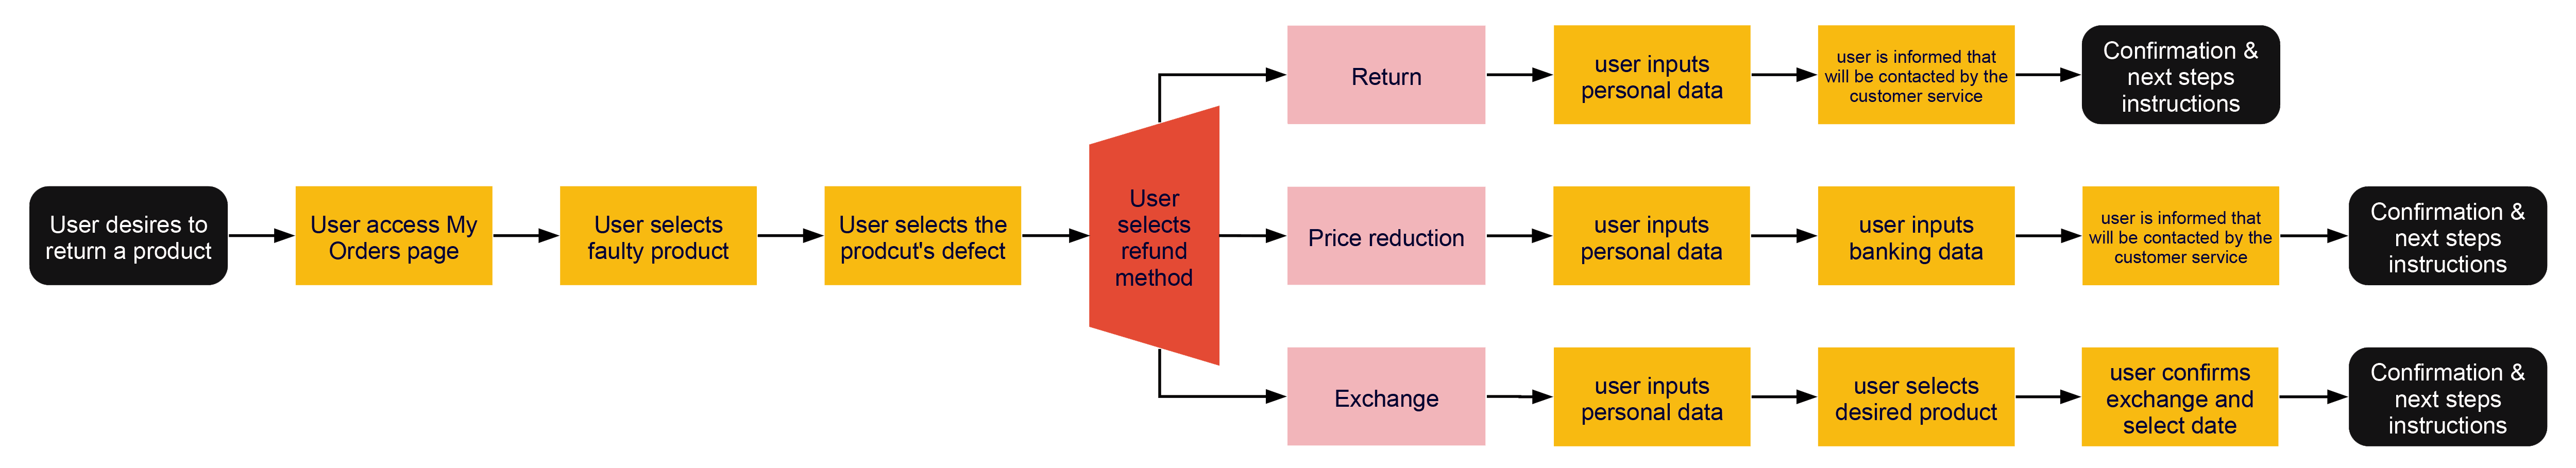 User desires to
return a product
User access My
Orders page
User selects
faulty product
User selects the
prodcut's defect
User
selects
refund
method
Return
user inputs
personal data
user is informed that
will be contacted by the
customer service
Confirmation &
next steps
instructions
Price reduction
user inputs
personal data
user inputs
banking data
user is informed that
will be contacted by the
customer service
Confirmation &
next steps
instructions
Exchange
user inputs
personal data
user selects
desired product
user confirms
exchange and
select date
Confirmation &
next steps
instructions